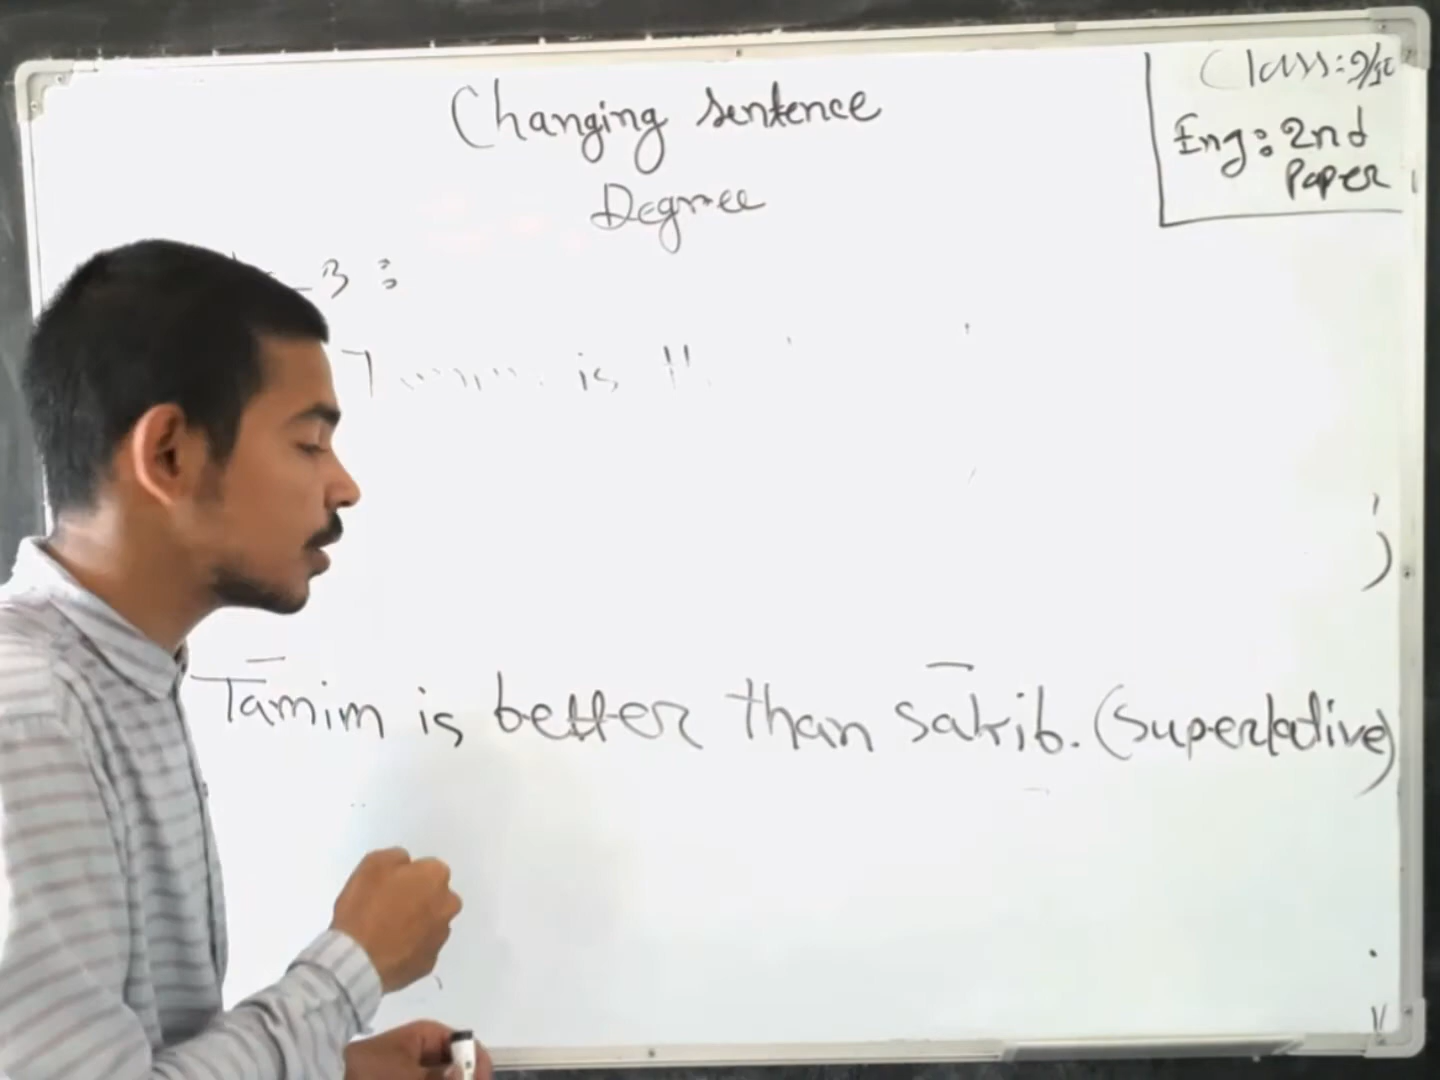 Changing sentence
Degree
Class: 9/10
Eng: 2nd
Paper
3 :
is
Tamim is better than sakib. (superlative)